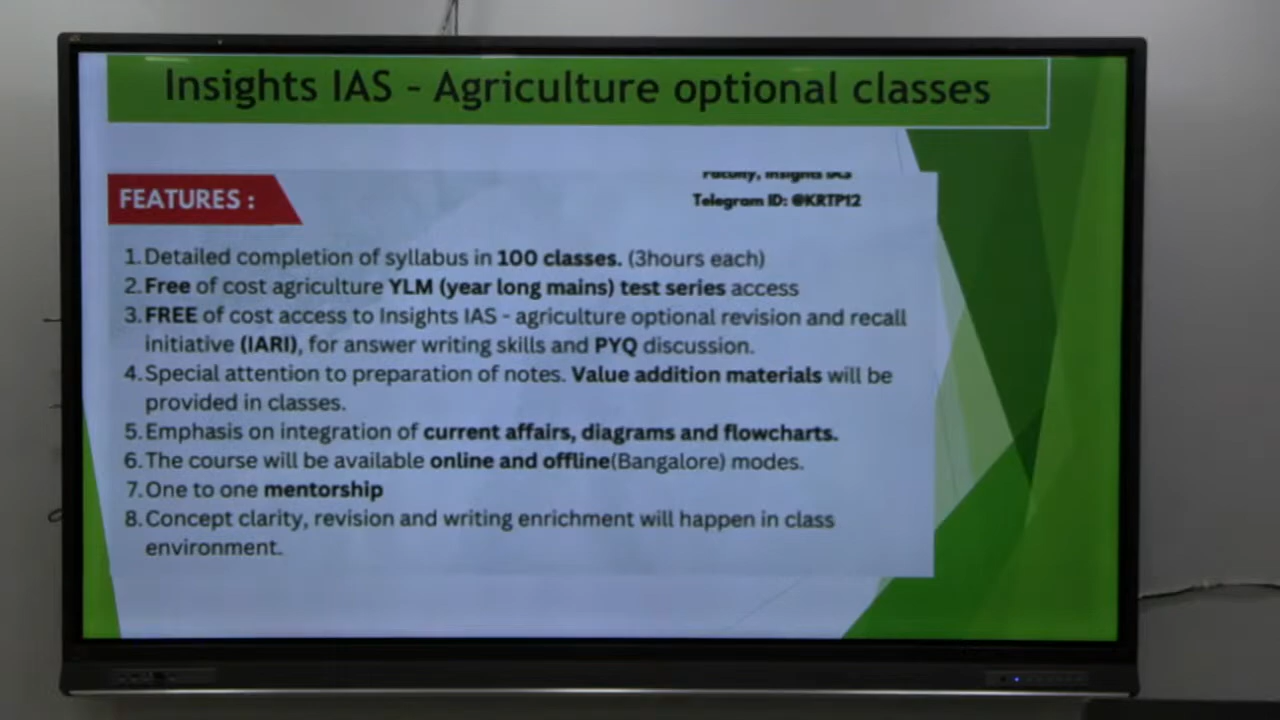 Insights IAS - Agriculture optional classes
Faculty, Insights IAS
FEATURES :
Telegram ID: @KRTP12
1. Detailed completion of syllabus in 100 classes. (3hours each)
2. Free of cost agriculture YLM (year long mains) test series access
3. FREE of cost access to Insights IAS - agriculture optional revision and recall
initiative (IARI), for answer writing skills and PYQ discussion.
4. Special attention to preparation of notes. Value addition materials will be
provided in classes.
5. Emphasis on integration of current affairs, diagrams and flowcharts.
6. The course will be available online and offline(Bangalore) modes.
7. One to one mentorship
8. Concept clarity, revision and writing enrichment will happen in class
environment.